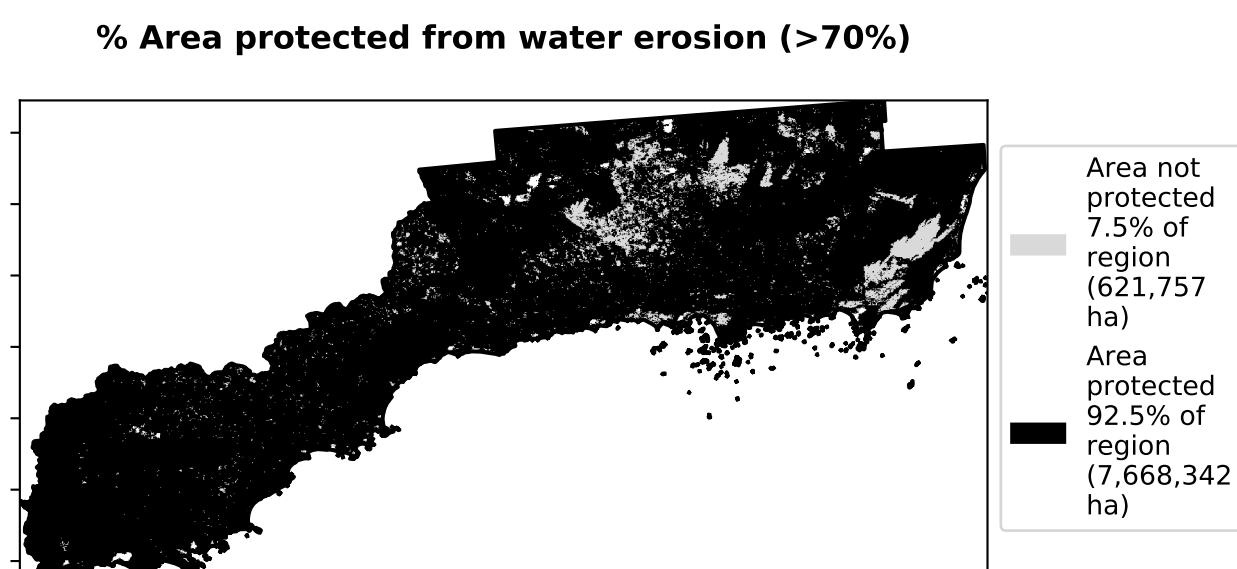 % Area protected from water erosion (>70%)
Area not
protected
7.5% of
region
(621,757
ha)
Area
protected
92.5% of
region
(7,668,342
ha)